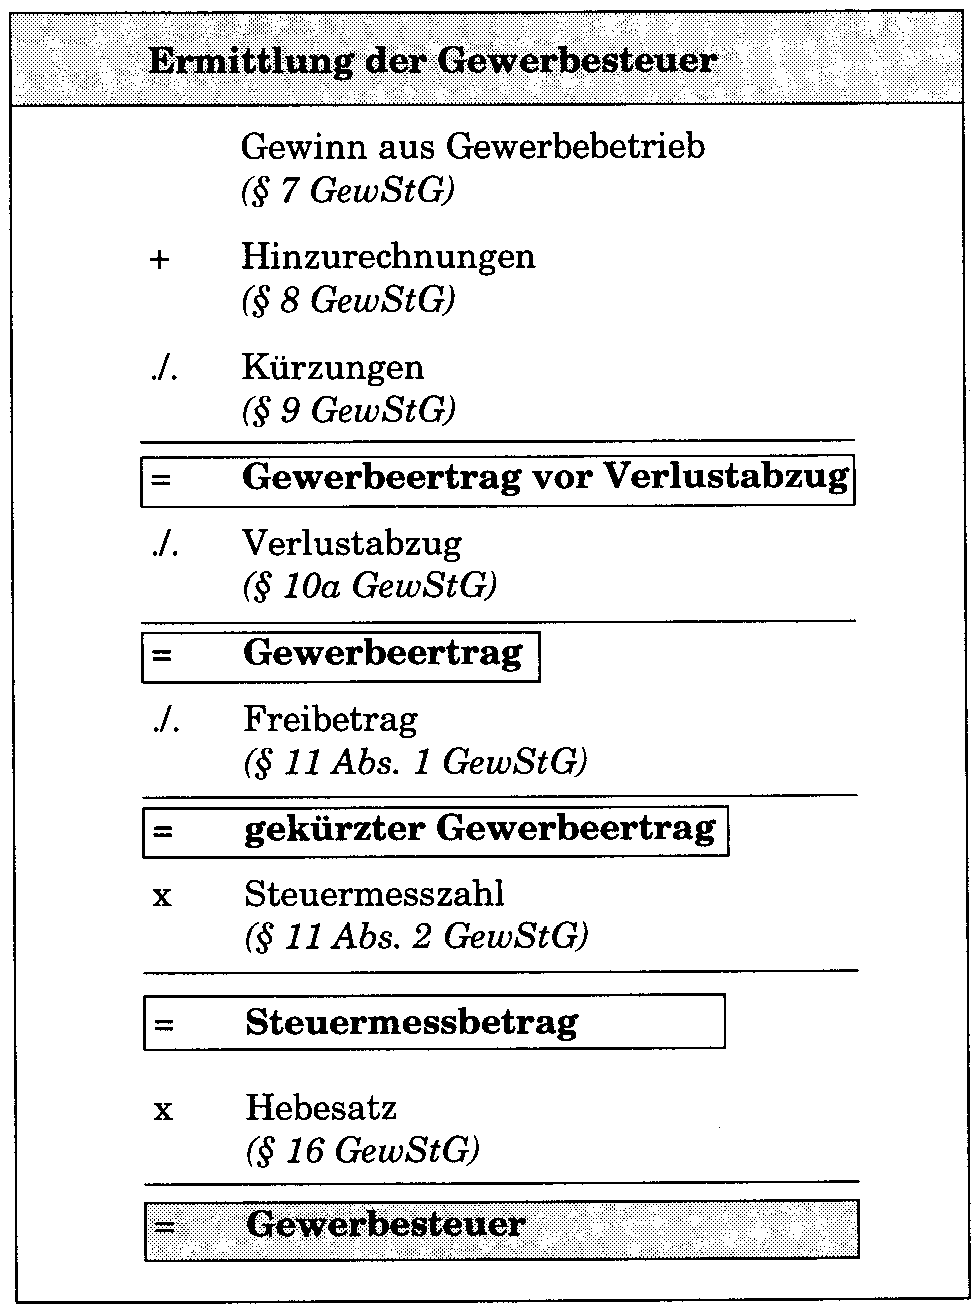 Ermittlung der Gewerbesteuer
Gewinn aus Gewerbebetrieb
(§ 7 GewStG)
+ Hinzurechnungen
(§ 8 GewStG)
./. Kürzungen
(§ 9 GewStG)
= Gewerbeertrag vor Verlustabzug
./. Verlustabzug
(§ 10a GewStG)
= Gewerbeertrag
./. Freibetrag
(§ 11 Abs. 1 GewStG)
= gekürzter Gewerbeertrag
x Steuermesszahl
(§ 11 Abs. 2 GewStG)
= Steuermessbetrag
x Hebesatz
(§ 16 GewStG)
= Gewerbesteuer